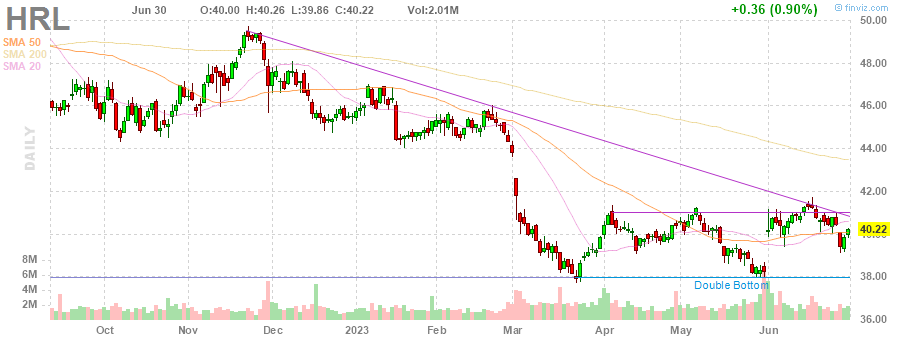 HRL Jun 30 O:40.00 H:40.26 L:39.86 C:40.22 Vol:2.01M +0.36 (0.90%) © finviz.com
SMA 50
SMA 200
SMA 20
DAILY
50.00
48.00
46.00
44.00
42.00
40.22
40.00
38.00
36.00
8M
6M
4M
2M
Double Bottom
Oct Nov Dec 2023 Feb Mar Apr May Jun